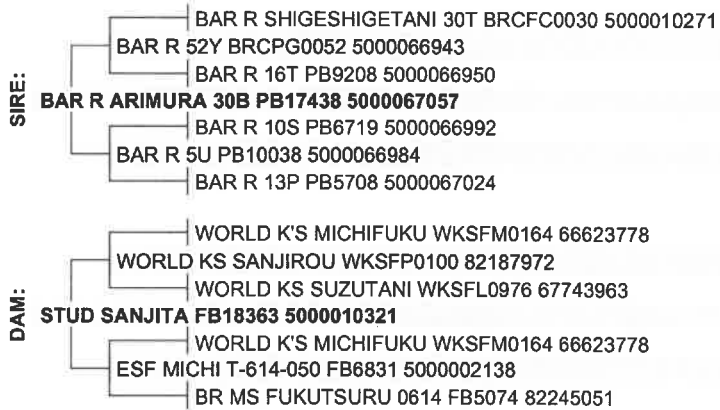 BAR R SHIGESHIGETANI 30T BRCFC0030 5000010271
BAR R 52Y BRCPG0052 5000066943
BAR R 16T PB9208 5000066950
SIRE:
BAR R ARIMURA 30B PB17438 5000067057
BAR R 10S PB6719 5000066992
BAR R 5U PB10038 5000066984
BAR R 13P PB5708 5000067024
WORLD K'S MICHIFUKU WKSFM0164 66623778
WORLD KS SANJIROU WKSFP0100 82187972
WORLD KS SUZUTANI WKSFL0976 67743963
DAM:
STUD SANJITA FB18363 5000010321
WORLD K'S MICHIFUKU WKSFM0164 66623778
ESF MICHI T-614-050 FB6831 5000002138
BR MS FUKUTSURU 0614 FB5074 82245051